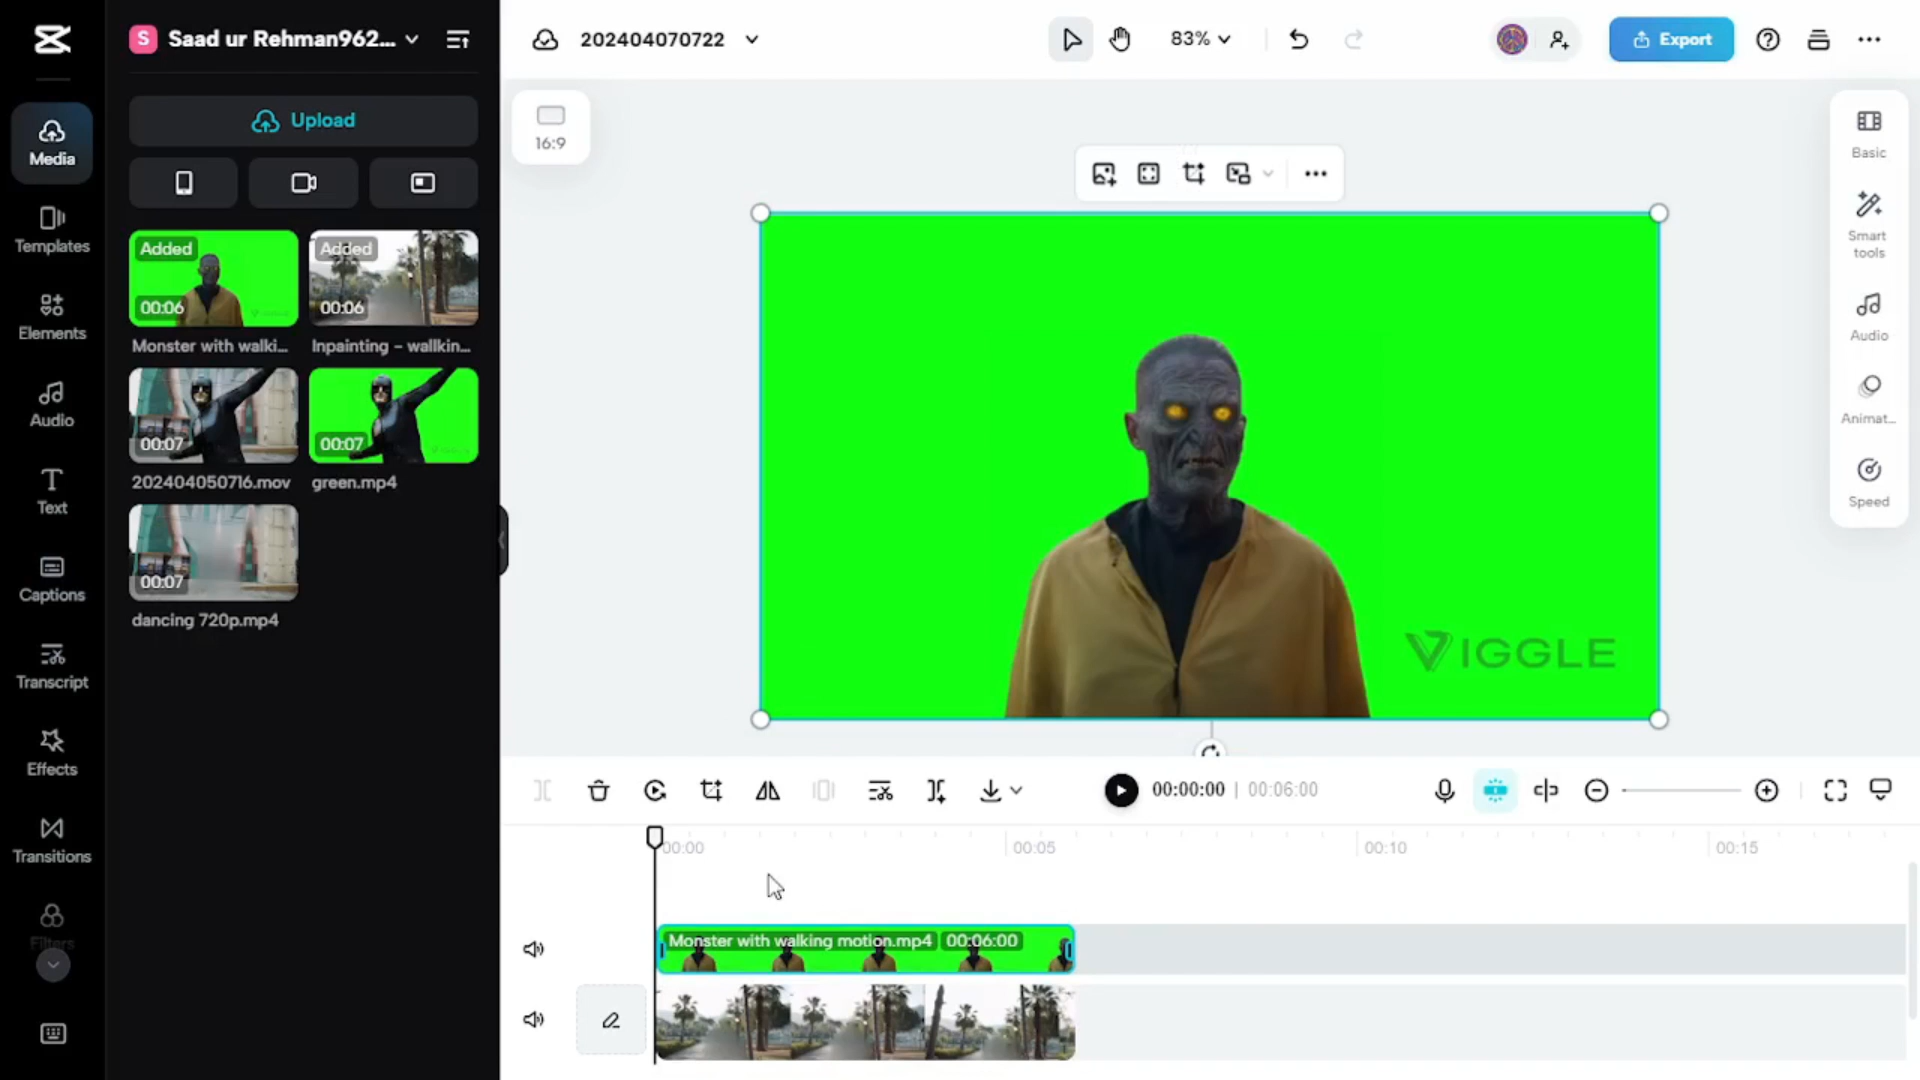 S Saad ur Rehman962...
202404070722
83%
Export
Upload
16:9
Media
Templates
Elements
Audio
Text
Captions
Transcript
Effects
Transitions
Filters
Added
00:06
Added
00:06
Monster with walki...
Inpainting - wallkin...
00:07
00:07
202404050716.mov
green.mp4
00:07
dancing 720p.mp4
VIGGLE
Basic
Smart
tools
Audio
Animat...
Speed
00:00:00 | 00:06:00
00:00
00:05
00:10
00:15
Monster with walking motion.mp4 00:06:00